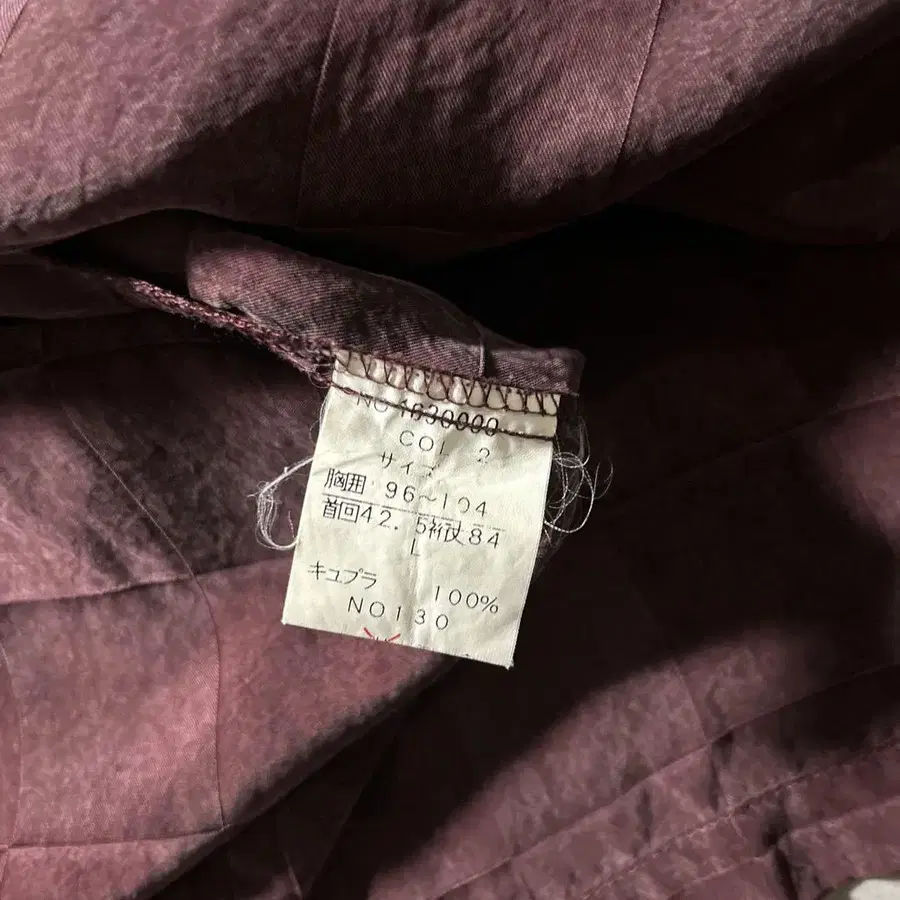 NO 1630000
COL 2
サイズ
胸囲 96~104
首回42.5裄丈84
L
キュプラ 100%
NO130